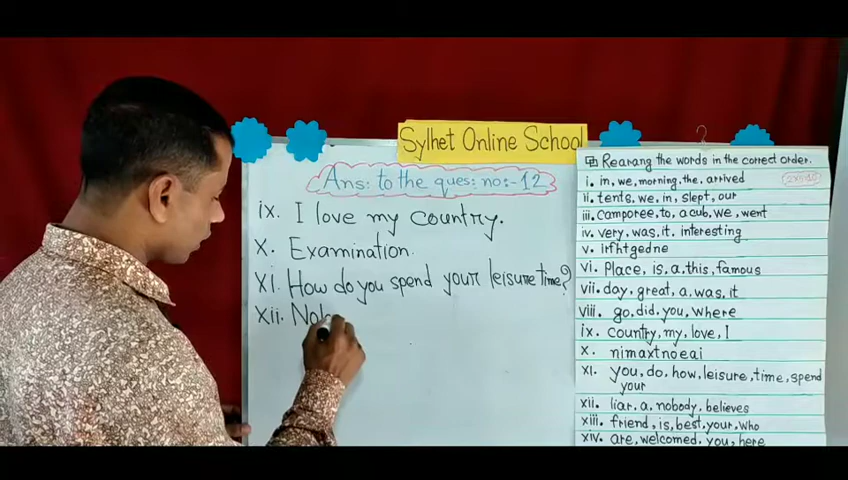 Sylhet Online School
Ans: to the ques: no:-12
ix. I love my country.
x. Examination.
xi. How do you spend your leisure time?
xii. Nob
Rearang the words in the correct order.
i. in, we, morning, the, arrived
ii. tents, we, in, slept, our
iii. camporee, to, a cub, we, went
iv. very, was, it, interesting
v. irfhtgedne
vi. Place, is, a, this, famous
vii. day, great, a, was, it
viii. go, did, you, where
ix. country, my, love, I
x. nimaxtnoeai
xi. you, do, how, leisure, time, spend
your
xii. liar, a, nobody, believes
xiii. friend, is, best, your, who
xiv. are, welcomed, you, here